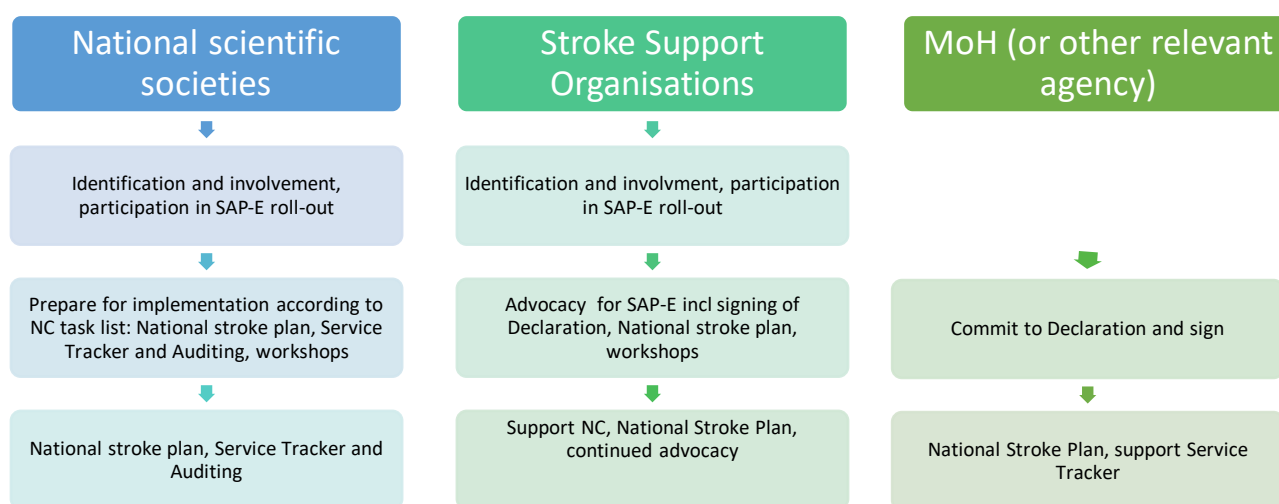 National scientific
societies
Identification and involvement,
participation in SAP-E roll-out
Prepare for implementation according to
NC task list: National stroke plan, Service
Tracker and Auditing, workshops
National stroke plan, Service Tracker and
Auditing
Stroke Support
Organisations
Identification and involvment, participation
in SAP-E roll-out
Advocacy for SAP-E incl signing of
Declaration, National stroke plan,
workshops
Support NC, National Stroke Plan,
continued advocacy
MoH (or other relevant
agency)
Commit to Declaration and sign
National Stroke Plan, support Service
Tracker